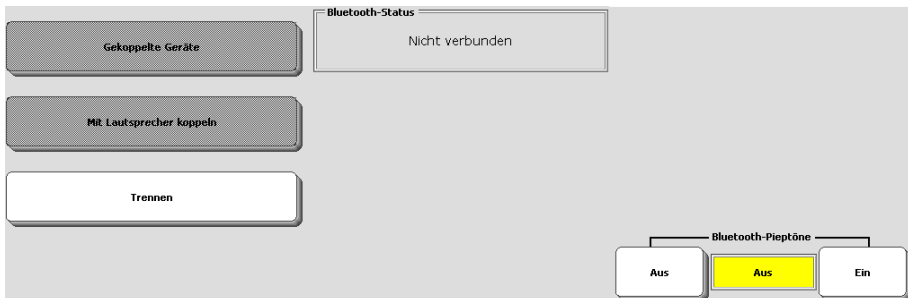 Gekoppelte Geräte
Bluetooth-Status
Nicht verbunden
Mit Lautsprecher koppeln
Trennen
Bluetooth-Pieptöne
Aus Aus Ein